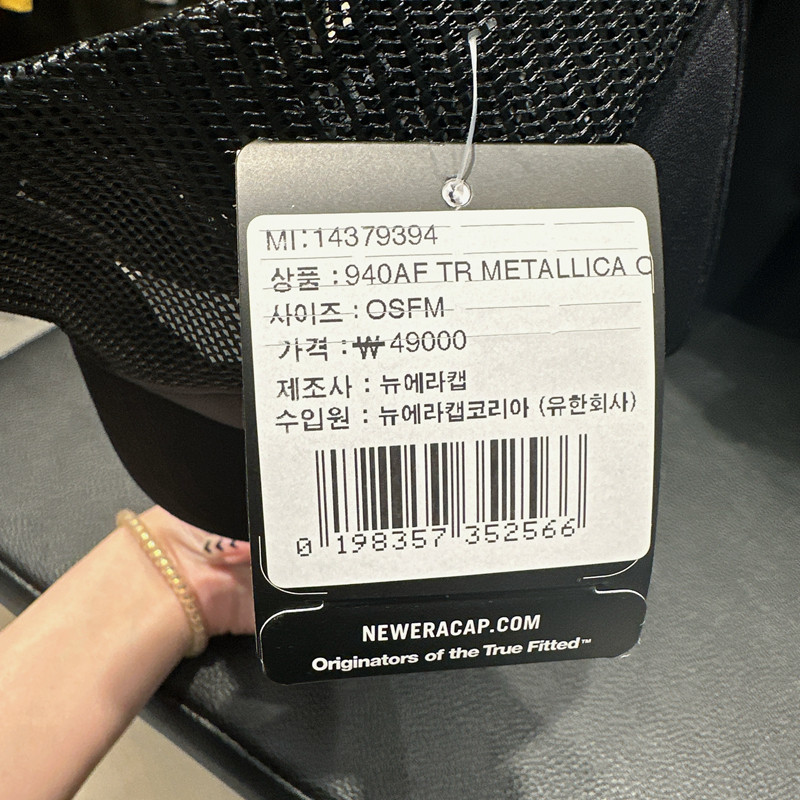 MI:14379394
상품 :940AF TR METALLICA
사이즈 : OSFM
가격 :₩49000
제조사 : 뉴에라캡
수입원 : 뉴에라캡코리아 (유한회사)
0 198357 352566
NEWERACAP.COM
Originators of the True Fitted™